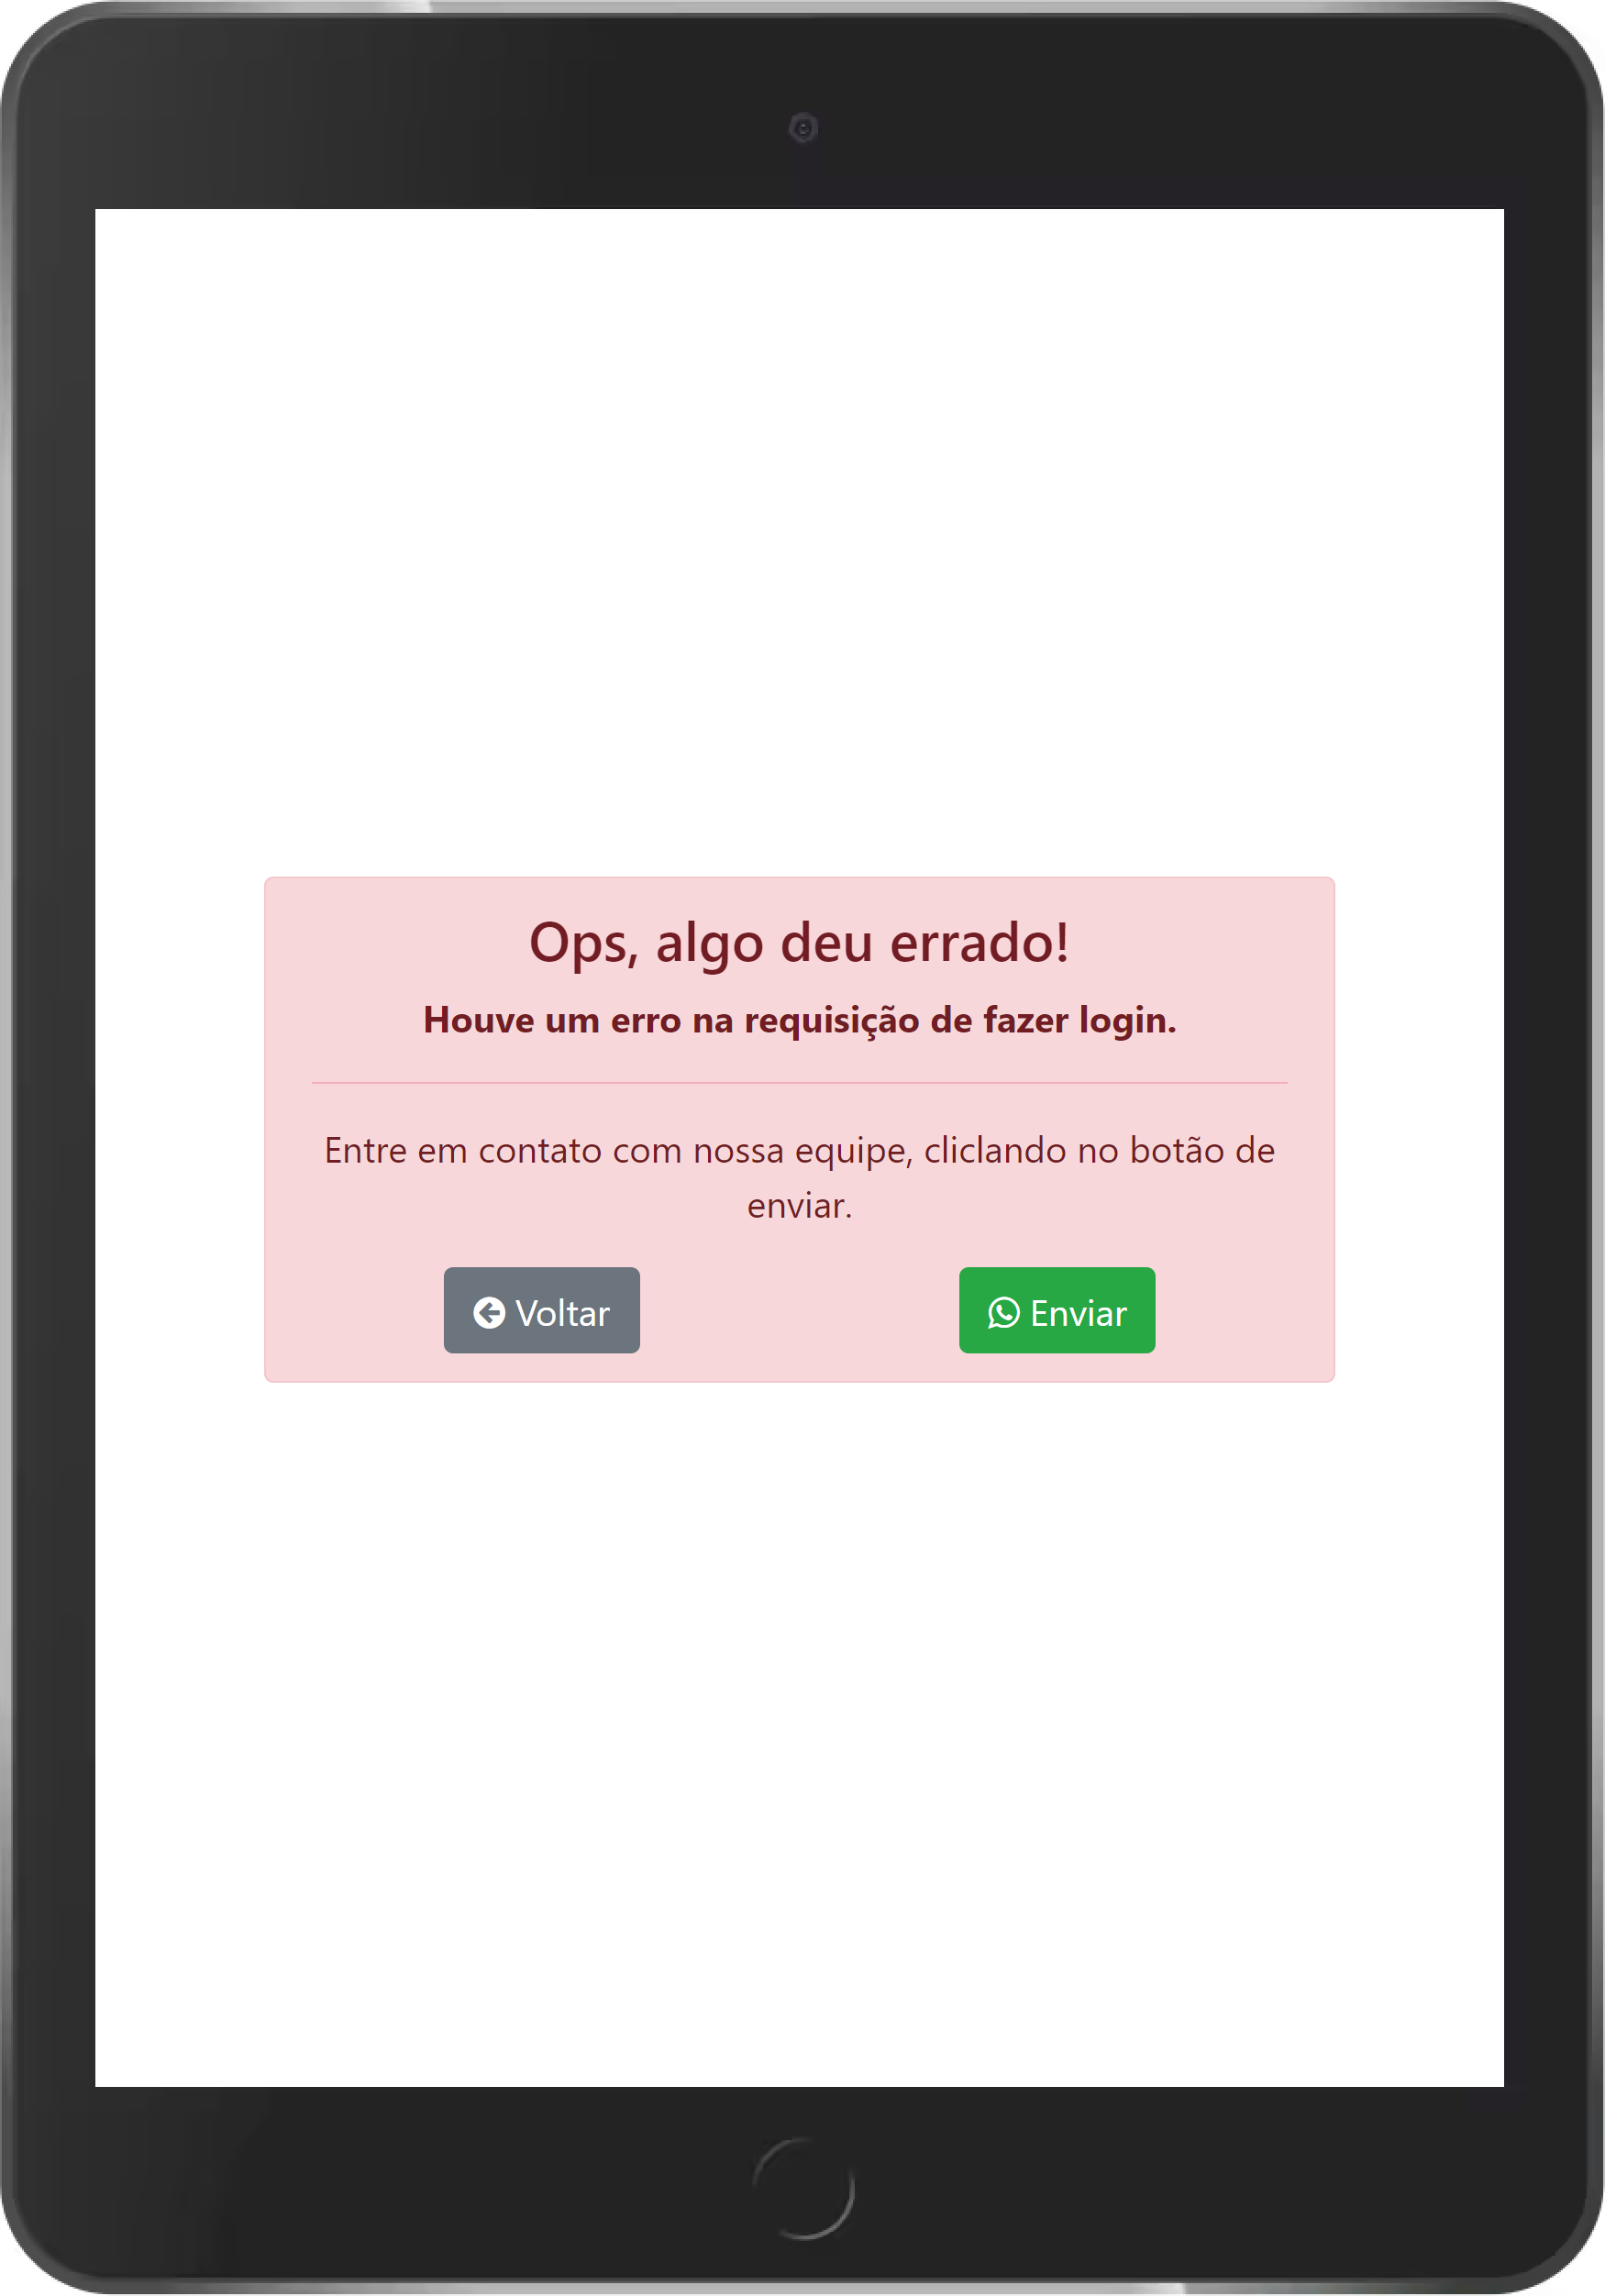 Ops, algo deu errado!
Houve um erro na requisição de fazer login.
Entre em contato com nossa equipe, cliclando no botão de
enviar.
Voltar
Enviar